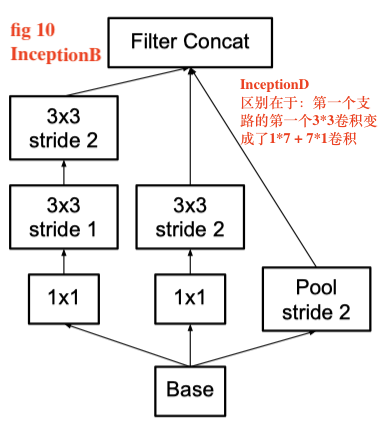 fig 10
InceptionB
Filter Concat
InceptionD
区别在于：第一个支
路的第一个3*3卷积变
成了1*7 + 7*1卷积
3x3
stride 2
3x3
stride 1
3x3
stride 2
1x1
1x1
Pool
stride 2
Base